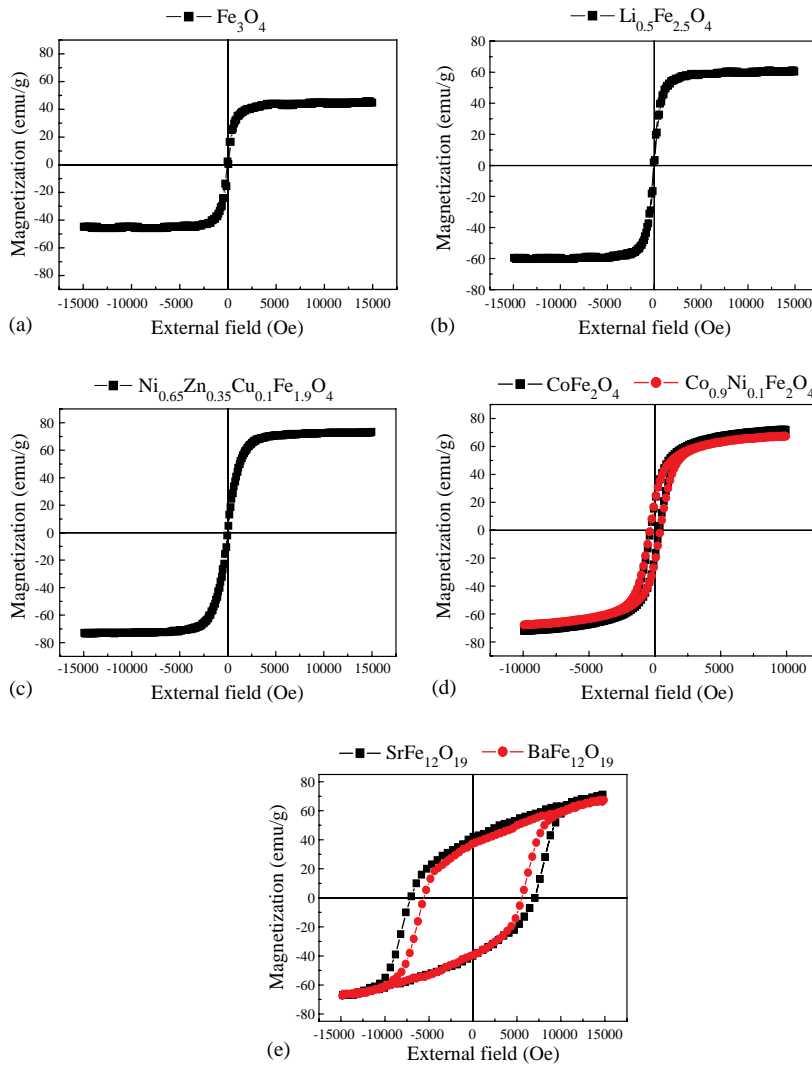 Fe3O4
80
60
40
20
0
-20
-40
-60
-80
Magnetization (emu/g)
-15000 -10000 -5000 0 5000 10000 15000
External field (Oe)
(a)
Li0.5Fe2.5O4
80
60
40
20
0
-20
-40
-60
-80
Magnetization (emu/g)
-15000 -10000 -5000 0 5000 10000 15000
External field (Oe)
(b)
Ni0.65Zn0.35Cu0.1Fe1.9O4
80
60
40
20
0
-20
-40
-60
-80
Magnetization (emu/g)
-15000 -10000 -5000 0 5000 10000 15000
External field (Oe)
(c)
CoFe2O4 Co0.9Ni0.1Fe2O4
80
60
40
20
0
-20
-40
-60
-80
Magnetization (emu/g)
-10000 -5000 0 5000 10000
External field (Oe)
(d)
SrFe12O19 BaFe12O19
80
60
40
20
0
-20
-40
-60
-80
Magnetization (emu/g)
-15000 -10000 -5000 0 5000 10000 15000
External field (Oe)
(e)